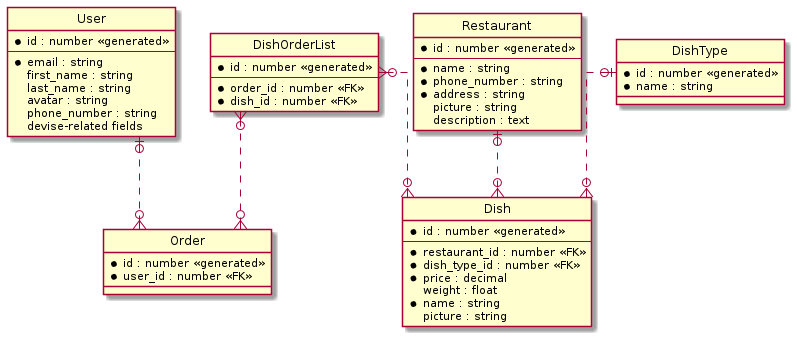 User
id : number «generated»
email : string
first_name : string
last_name : string
avatar : string
phone_number : string
devise-related fields
DishOrderList
id : number «generated»
order_id : number «FK»
dish_id : number «FK»
Restaurant
id : number «generated»
name : string
phone_number : string
address : string
picture : string
description : text
DishType
id : number «generated»
name : string
Order
id : number «generated»
user_id : number «FK»
Dish
id : number «generated»
restaurant_id : number «FK»
dish_type_id : number «FK»
price : decimal
weight : float
name : string
picture : string